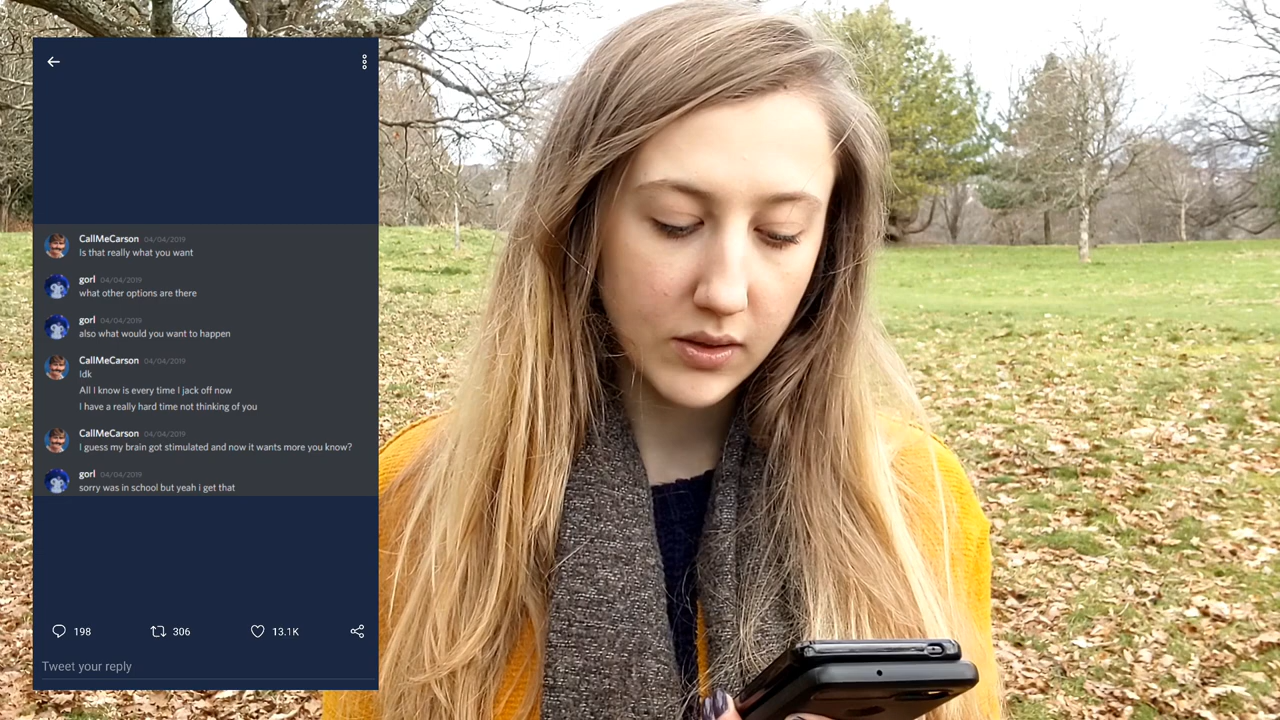 CallMeCarson 04/04/2019
Is that really what you want
gorl 04/04/2019
what other options are there
gorl 04/04/2019
also what would you want to happen
CallMeCarson 04/04/2019
Idk
All I know is every time I jack off now
I have a really hard time not thinking of you
CallMeCarson 04/04/2019
I guess my brain got stimulated and now it wants more you know?
gorl 04/04/2019
sorry was in school but yeah i get that
198 306 13.1K
Tweet your reply